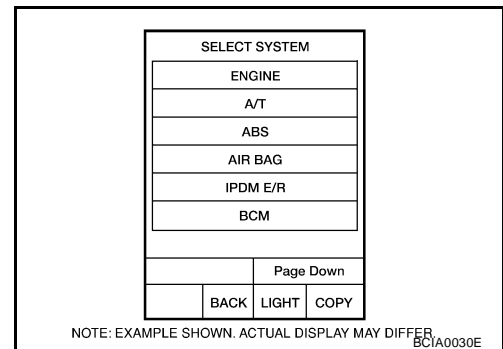 SELECT SYSTEM
ENGINE
A/T
ABS
AIR BAG
IPDM E/R
BCM
Page Down
BACK LIGHT COPY
NOTE: EXAMPLE SHOWN. ACTUAL DISPLAY MAY DIFFER.
BCIA0030E